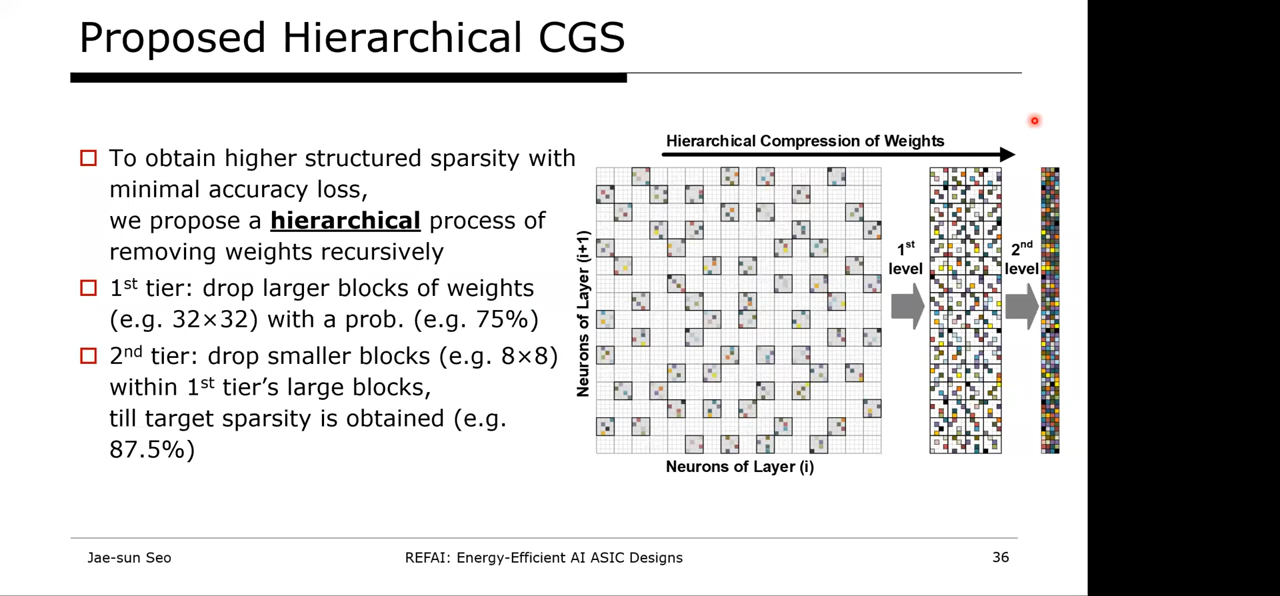 Proposed Hierarchical CGS
To obtain higher structured sparsity with
minimal accuracy loss,
we propose a hierarchical process of
removing weights recursively
1st tier: drop larger blocks of weights
(e.g. 32×32) with a prob. (e.g. 75%)
2nd tier: drop smaller blocks (e.g. 8×8)
within 1st tier's large blocks,
till target sparsity is obtained (e.g.
87.5%)
Hierarchical Compression of Weights
Neurons of Layer (i+1)
1st
level
2nd
level
Neurons of Layer (i)
Jae-sun Seo
REFAI: Energy-Efficient AI ASIC Designs
36